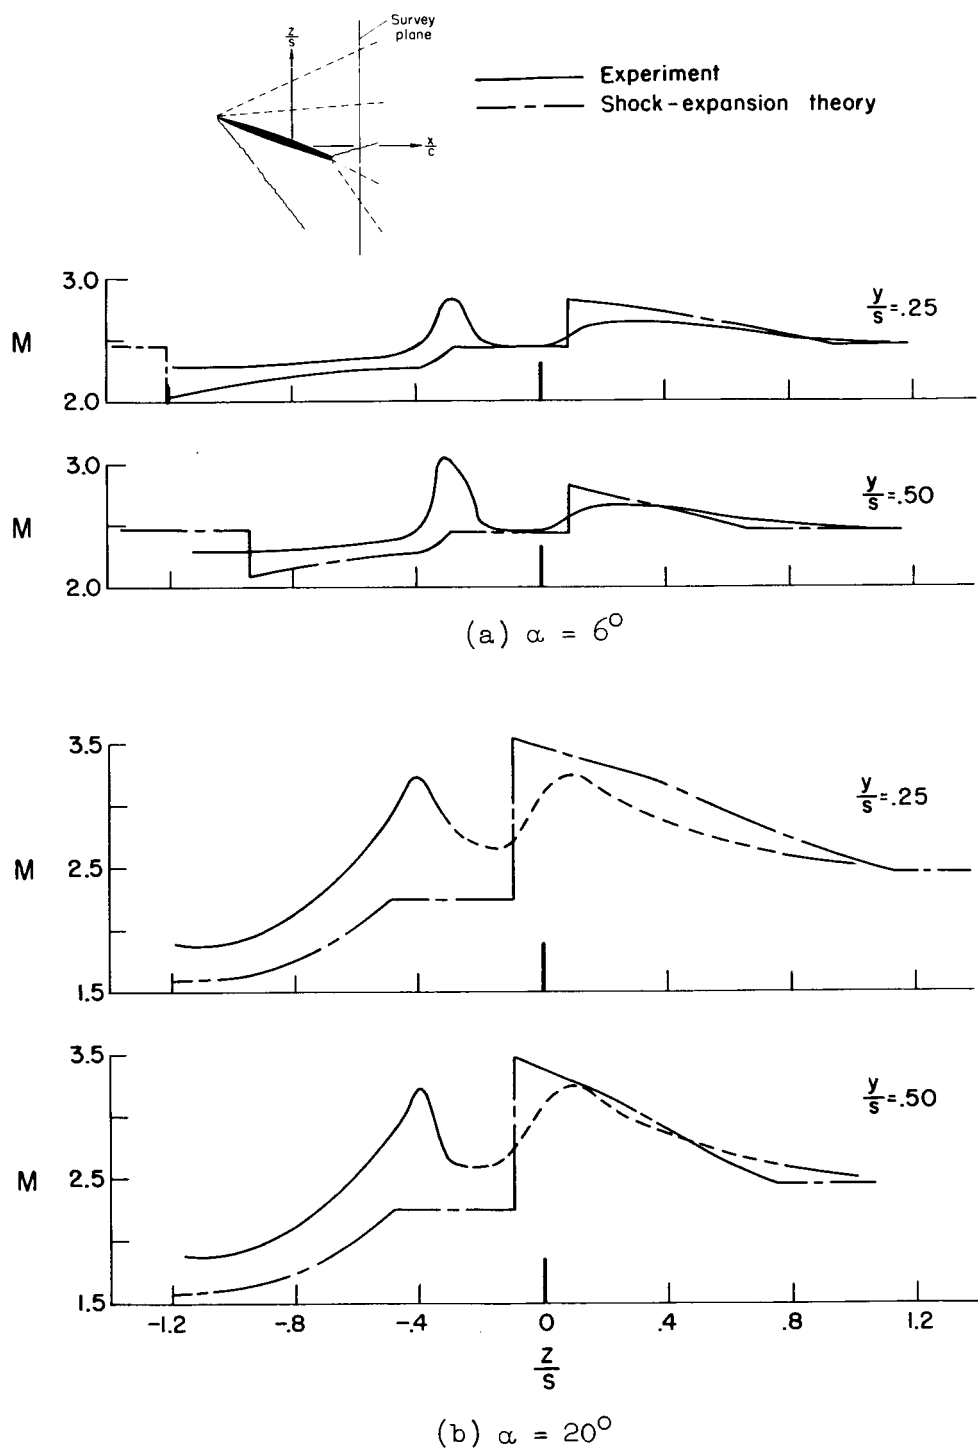 Survey
plane
z/s
x/c
Experiment
Shock-expansion theory
3.0
M
2.0
y/s = .25
3.0
M
2.0
y/s = .50
(a) α = 6°
3.5
M 2.5
1.5
y/s = .25
3.5
M 2.5
1.5
y/s = .50
-1.2 -.8 -.4 0 .4 .8 1.2
z/s
(b) α = 20°